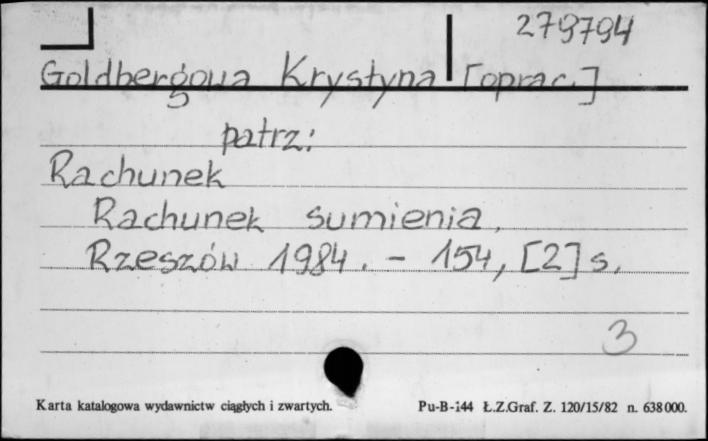 279794
Goldbergowa Krystyna [oprac.]
patrz:
Rachunek
Rachunek sumienia.
Rzeszów 1984. - 154, [2] s.
3
Karta katalogowa wydawnictw ciągłych i zwartych. Pu-B-144 Ł.Z.Graf. Z. 120/15/82 n. 638000.